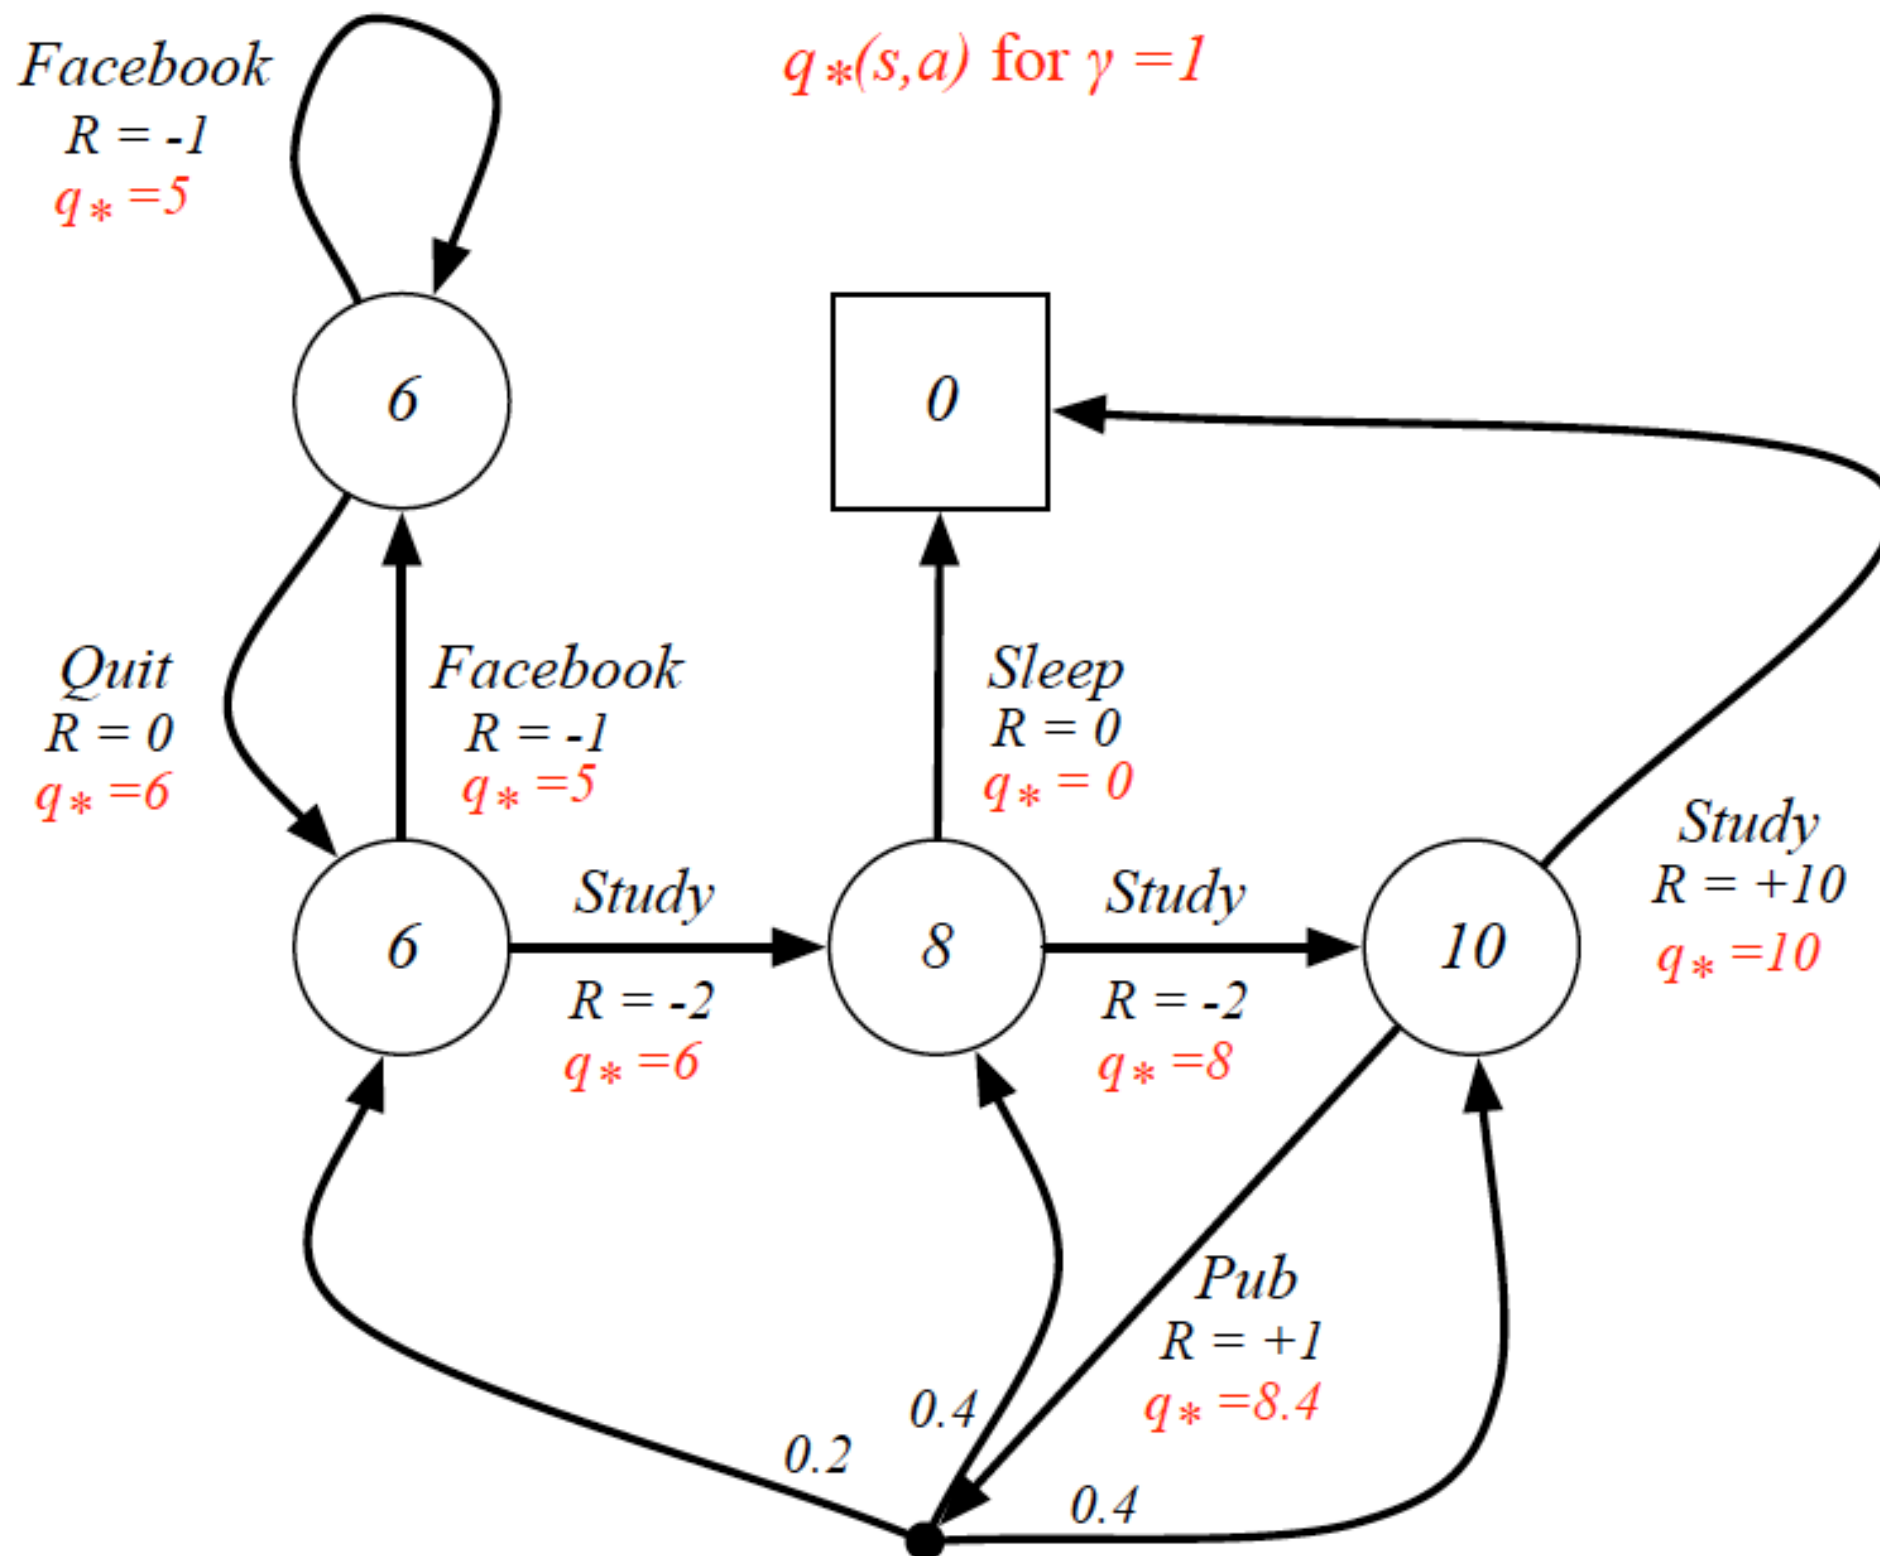 q*(s,a) for γ =1
Facebook
R = -1
q* =5
6
0
Quit
R = 0
q* =6
Facebook
R = -1
q* =5
Sleep
R = 0
q* = 0
Study
R = +10
q* =10
6
Study
R = -2
q* =6
8
Study
R = -2
q* =8
10
Pub
R = +1
q* =8.4
0.2
0.4
0.4